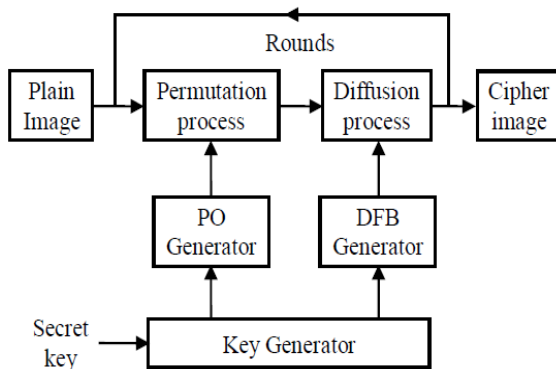 Rounds
Plain
Image
Permutation
process
Diffusion
process
Cipher
image
PO
Generator
DFB
Generator
Secret
key
Key Generator